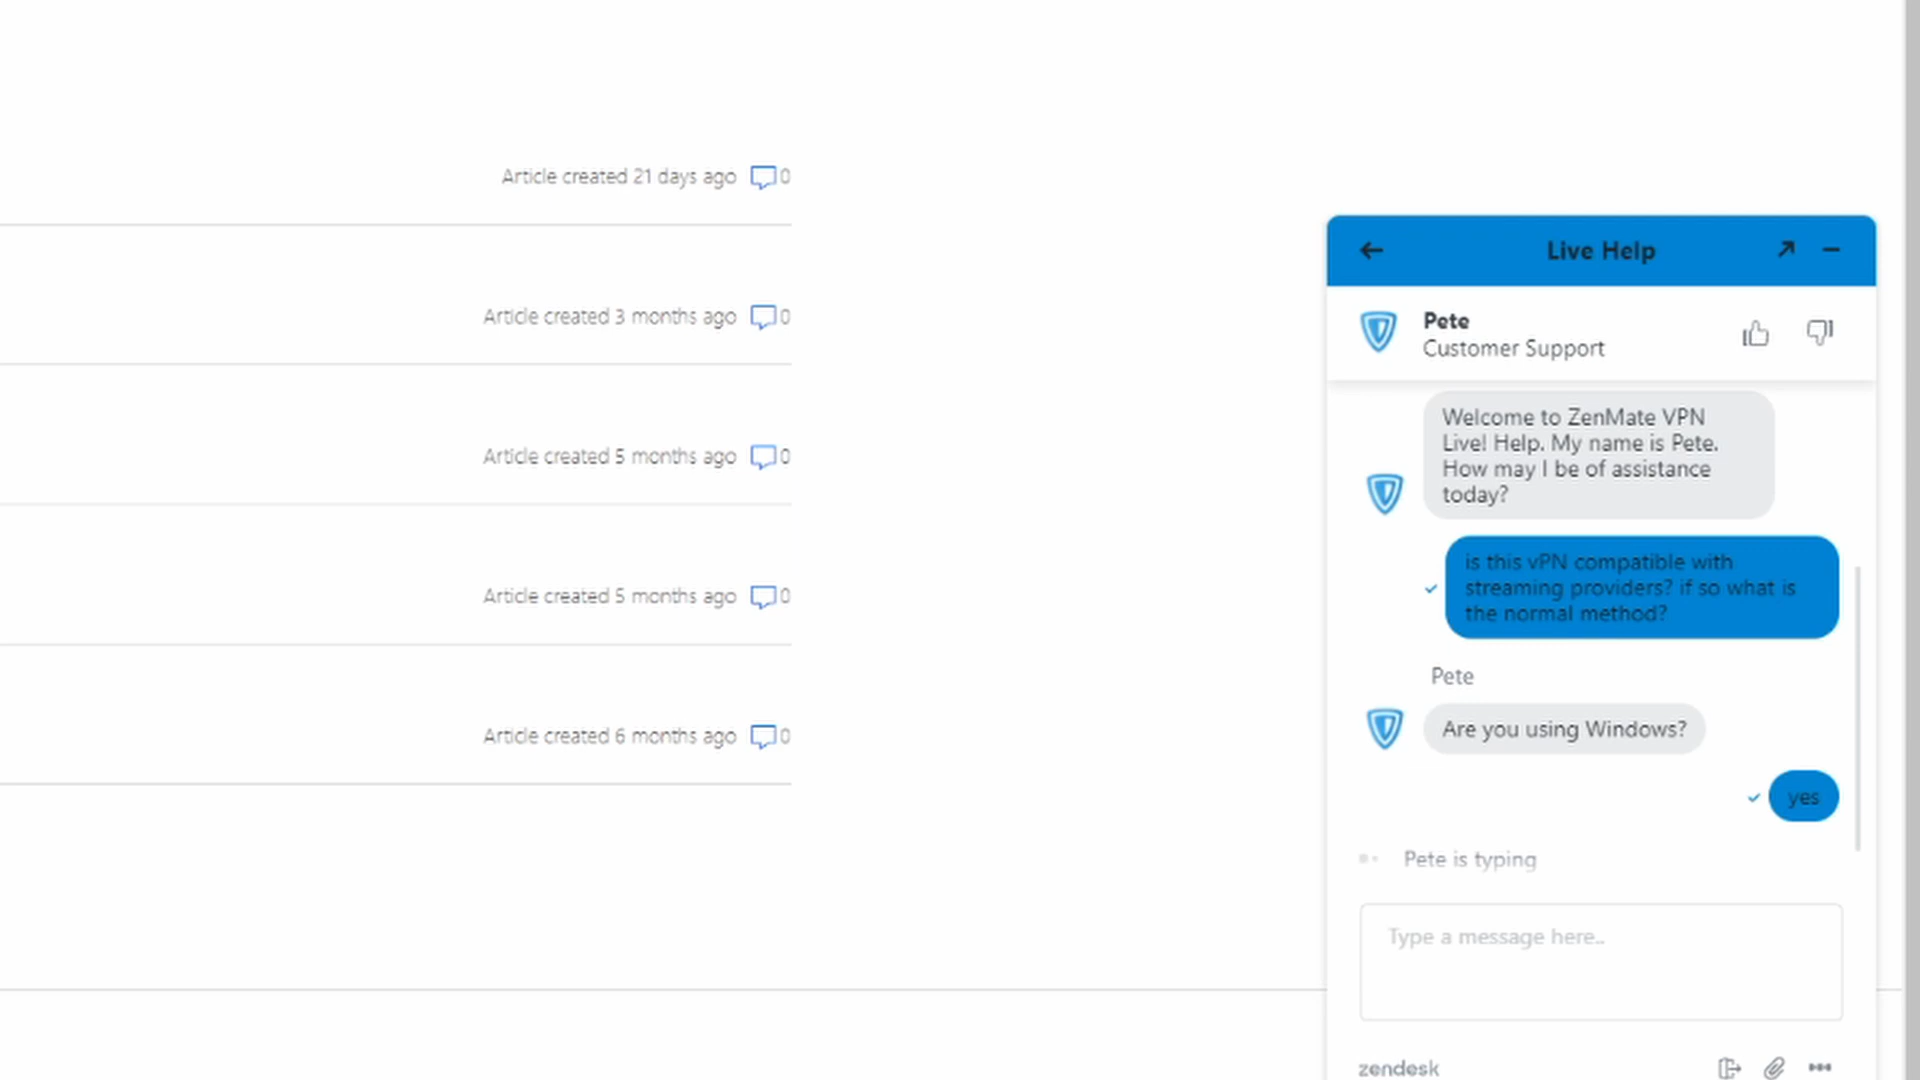 Article created 21 days ago 0
Article created 3 months ago 0
Article created 5 months ago 0
Article created 5 months ago 0
Article created 6 months ago 0
Live Help
Pete
Customer Support
Welcome to ZenMate VPN
Live! Help. My name is Pete.
How may I be of assistance
today?
is this vPN compatible with
streaming providers? if so what is
the normal method?
Pete
Are you using Windows?
yes
Pete is typing
Type a message here..
zendesk